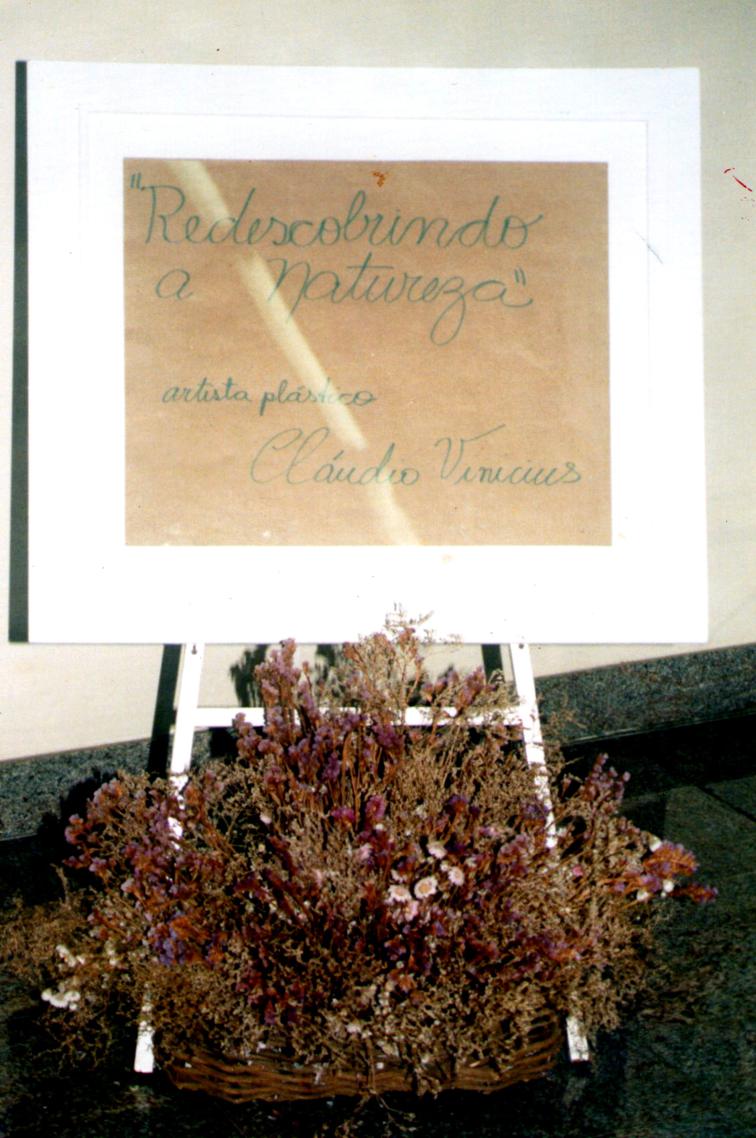 "Redescobrindo
a Natureza"
artista plástico
Cláudio Vinicius